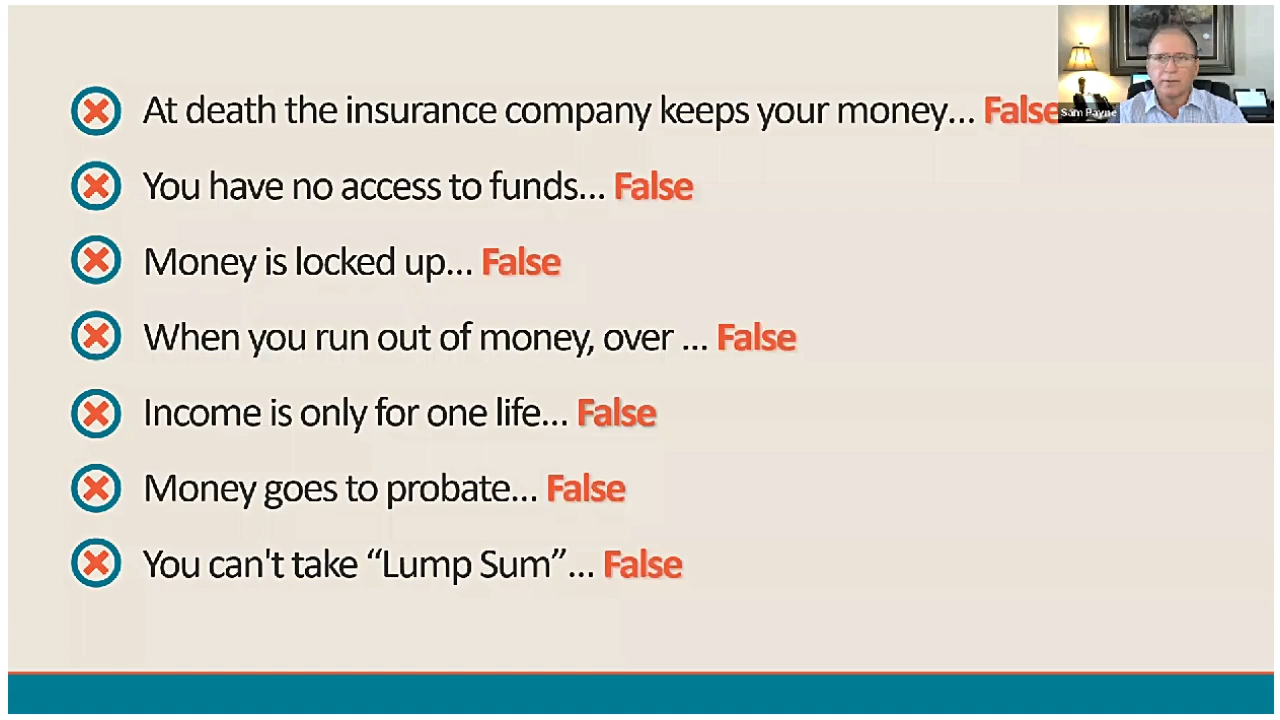 At death the insurance company keeps your money... False
You have no access to funds... False
Money is locked up... False
When you run out of money, over ... False
Income is only for one life... False
Money goes to probate... False
You can't take “Lump Sum”... False
Sam Payne